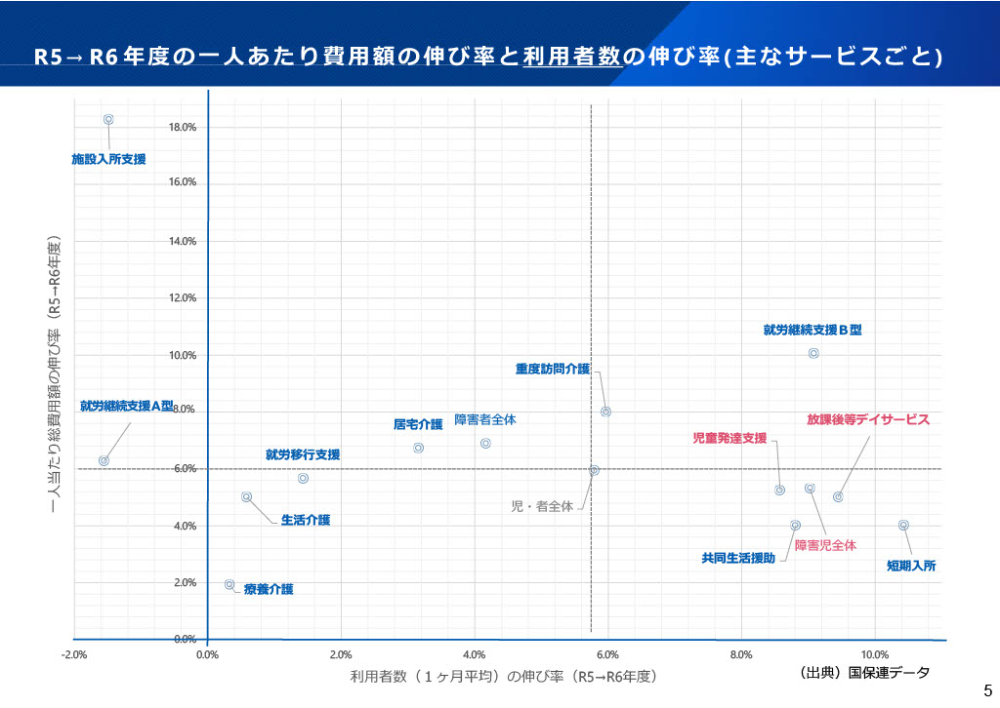 R5→R6年度の一人あたり費用額の伸び率と利用者数の伸び率(主なサービスごと)
18.0%
施設入所支援
16.0%
14.0%
12.0%
就労継続支援Ｂ型
10.0%
重度訪問介護
就労継続支援A型
8.0%
居宅介護
障害者全体
放課後等デイサービス
児童発達支援
就労移行支援
6.0%
児・者全体
生活介護
4.0%
障害児全体
共同生活援助
短期入所
2.0%
療養介護
0.0%
一人当たり総費用額の伸び率（R5→R6年度）
-2.0%
0.0%
2.0%
4.0%
6.0%
8.0%
10.0%
利用者数（１ヶ月平均）の伸び率（R5→R6年度）
（出典）国保連データ
5